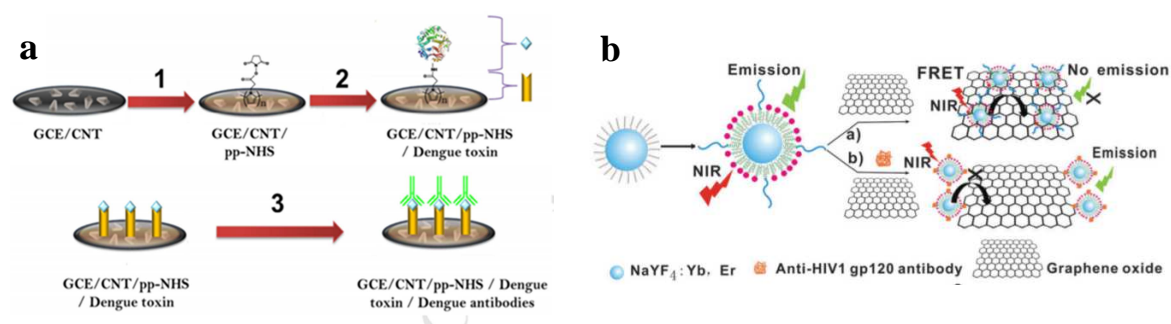 a
1
2
n
n
GCE/CNT
GCE/CNT/
pp-NHS
GCE/CNT/pp-NHS
/ Dengue toxin
3
GCE/CNT/pp-NHS
/ Dengue toxin
GCE/CNT/pp-NHS / Dengue
toxin / Dengue antibodies
b
Emission
NIR
a)
b)
FRET
No emission
NIR
X
NIR
X
Emission
NaYF4: Yb, Er
Anti-HIV1 gp120 antibody
Graphene oxide